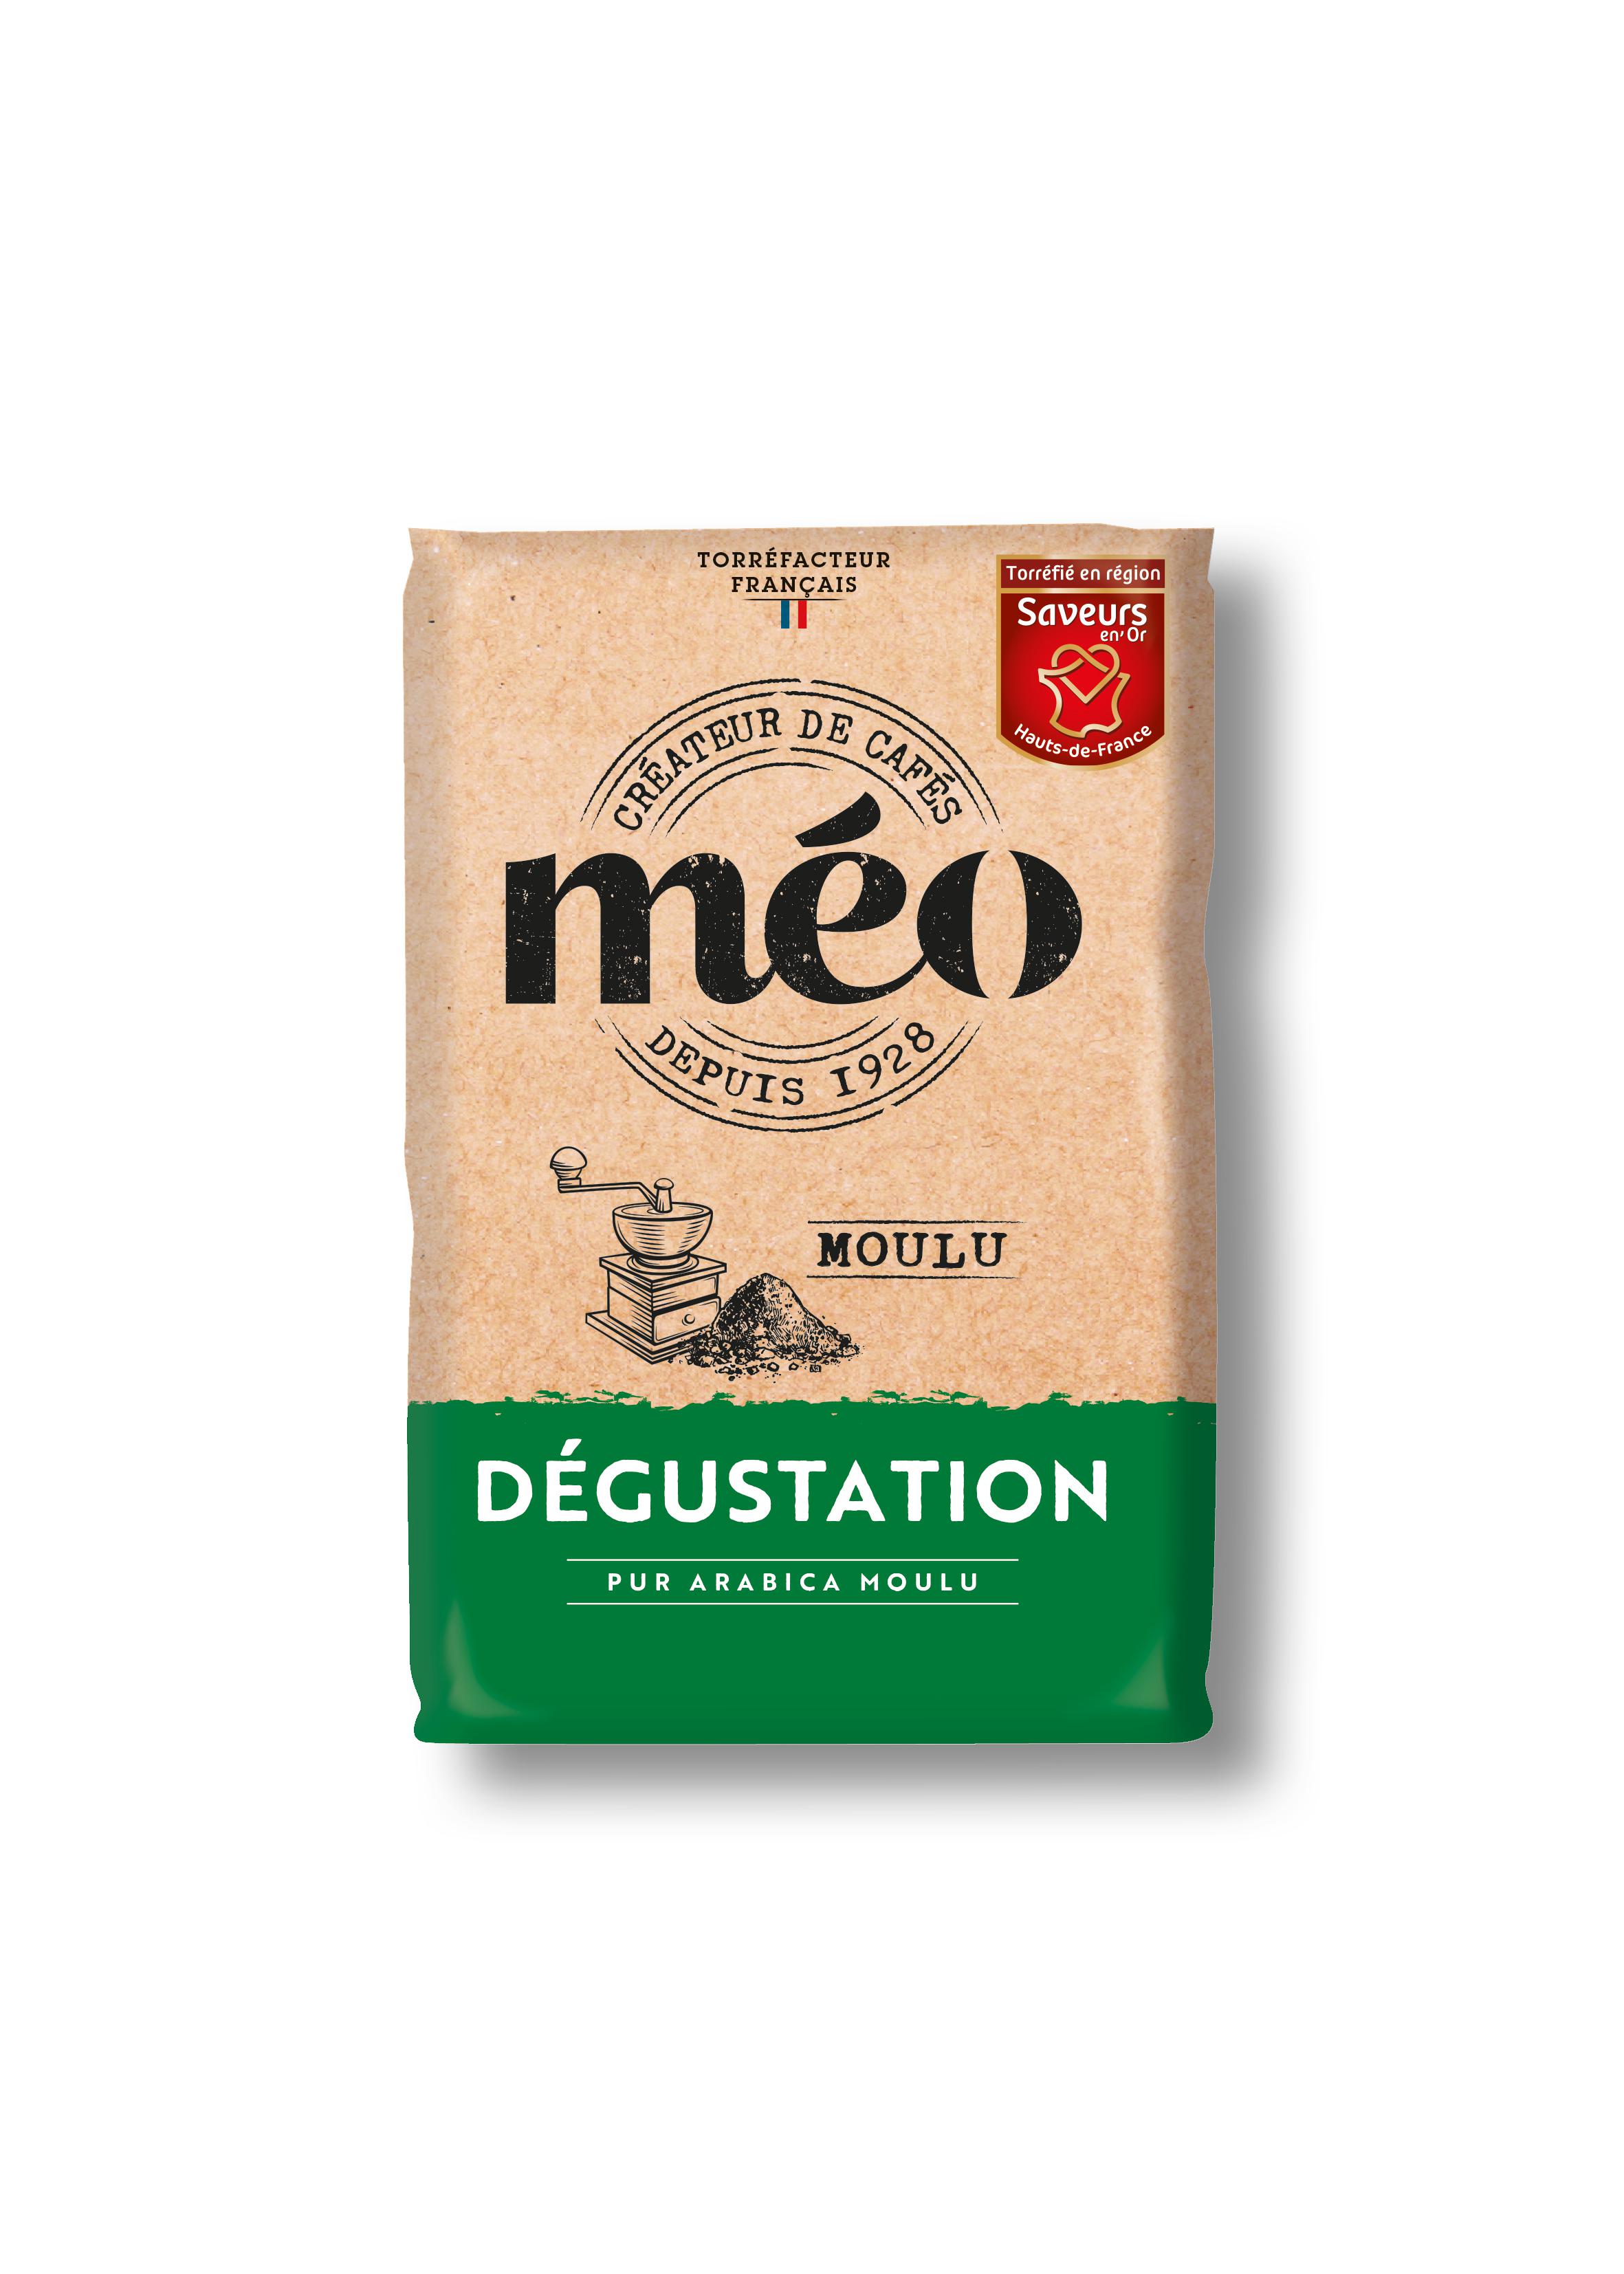 TORRÉFACTEUR
FRANÇAIS
Torréfié en région
Saveurs
en'Or
Hauts-de-France
CRÉATEUR DE CAFÉS
méo
DEPUIS 1928
MOULU
DÉGUSTATION
PUR ARABICA MOULU